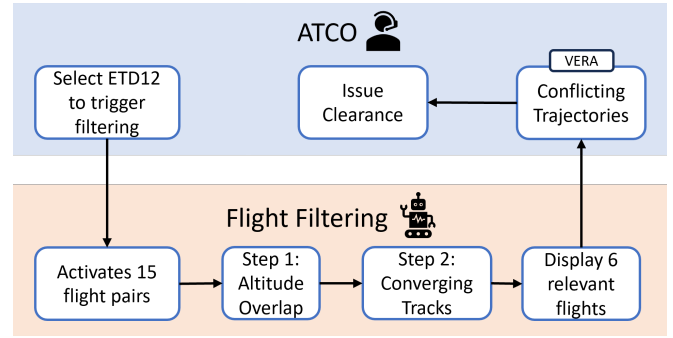 ATCO
Select ETD12
to trigger
filtering
Issue
Clearance
VERA
Conflicting
Trajectories
Flight Filtering
Activates 15
flight pairs
Step 1:
Altitude
Overlap
Step 2:
Converging
Tracks
Display 6
relevant
flights